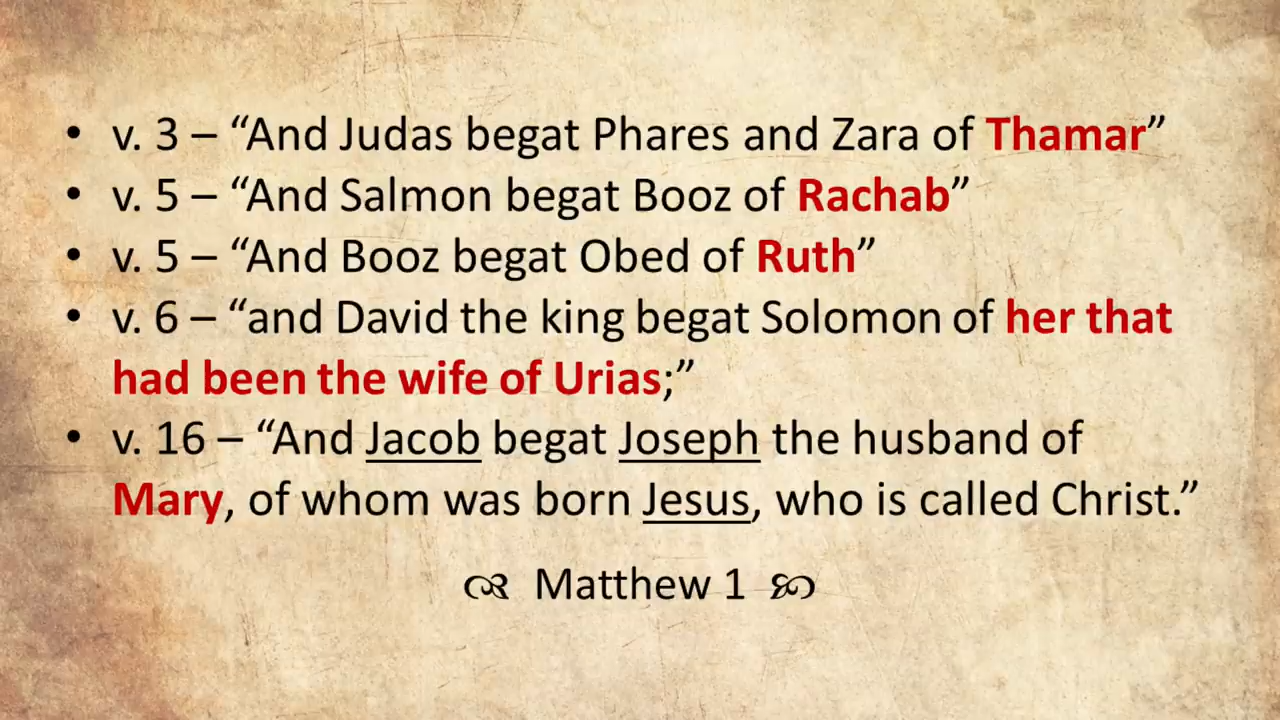 • v. 3 – “And Judas begat Phares and Zara of Thamar”
• v. 5 – “And Salmon begat Booz of Rachab”
• v. 5 – “And Booz begat Obed of Ruth”
• v. 6 – “and David the king begat Solomon of her that
had been the wife of Urias;”
• v. 16 – “And Jacob begat Joseph the husband of
Mary, of whom was born Jesus, who is called Christ.”
Matthew 1